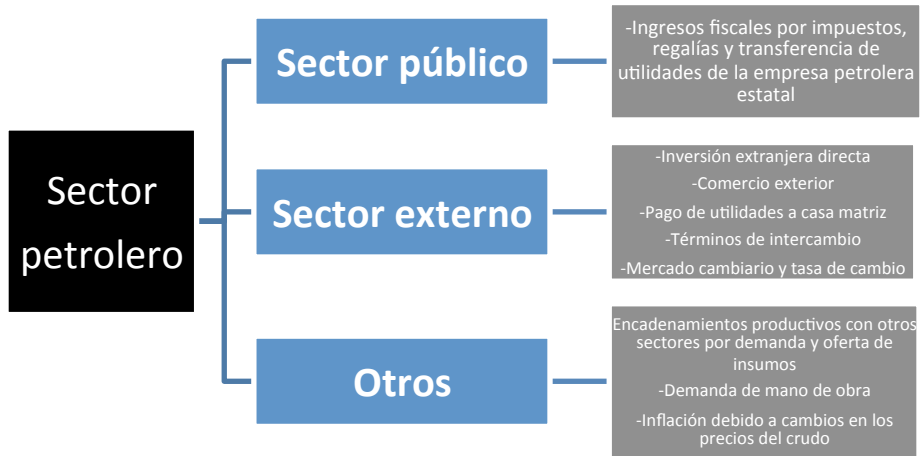 Sector
petrolero
Sector público
-Ingresos fiscales por impuestos,
regalías y transferencia de
utilidades de la empresa petrolera
estatal
Sector externo
-Inversión extranjera directa
-Comercio exterior
-Pago de utilidades a casa matriz
-Términos de intercambio
-Mercado cambiario y tasa de cambio
Otros
Encadenamientos productivos con otros
sectores por demanda y oferta de
insumos
-Demanda de mano de obra
-Inflación debido a cambios en los
precios del crudo